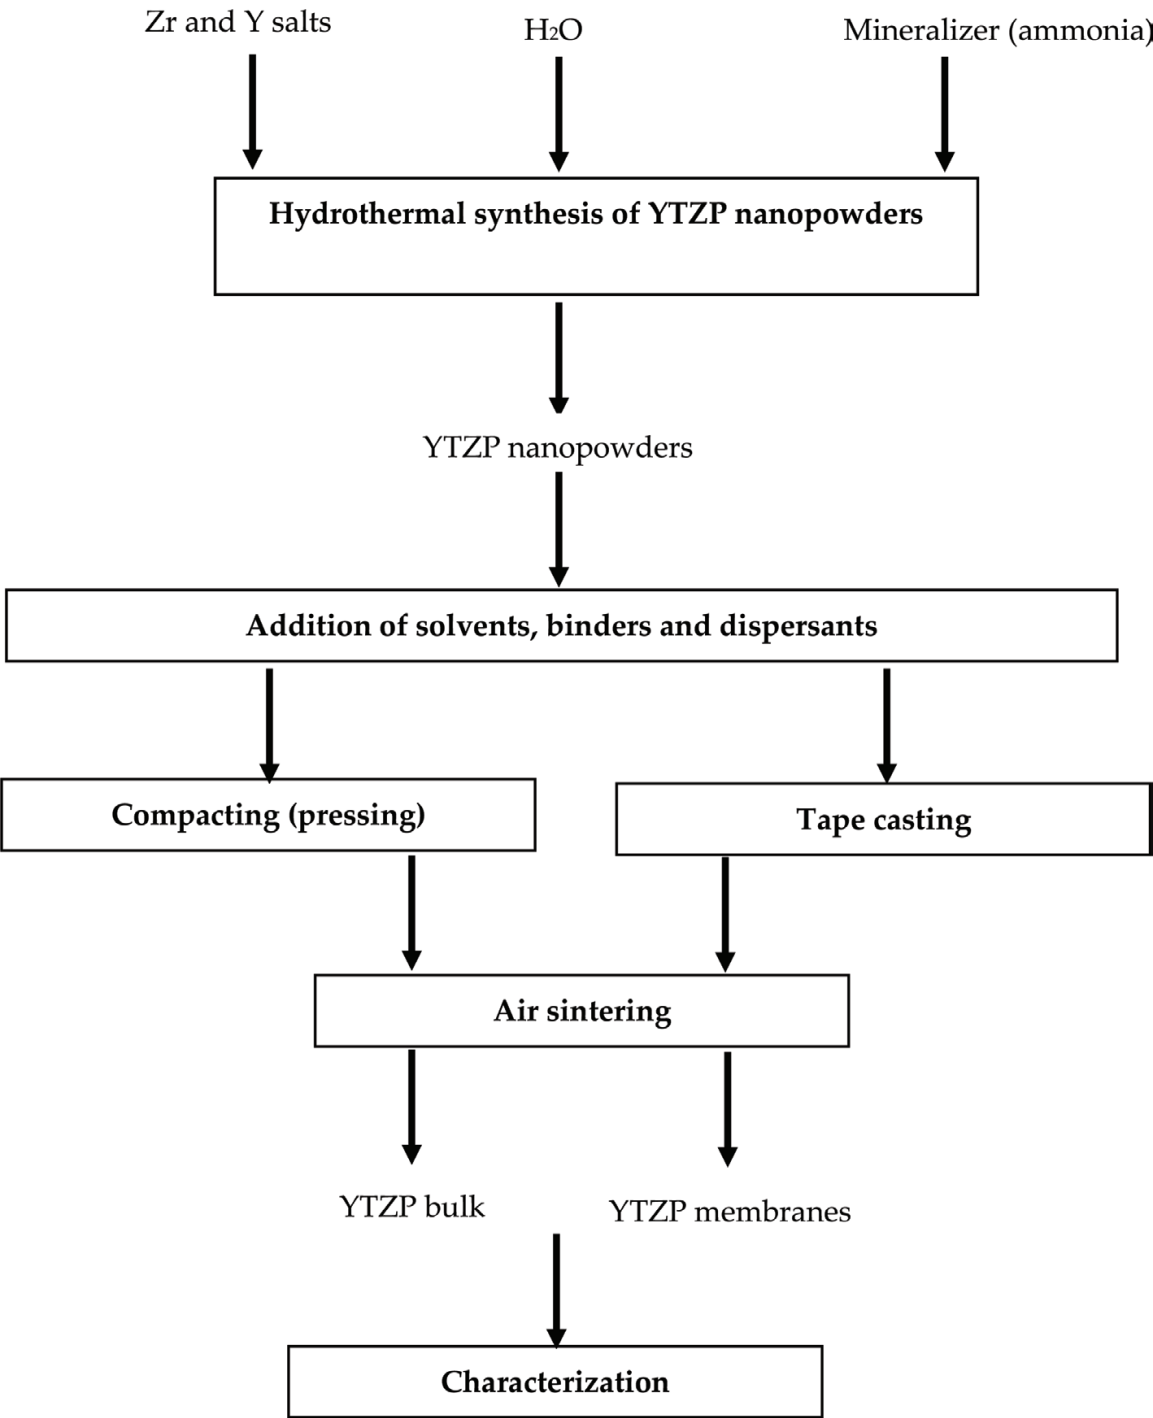 Zr and Y salts
H₂O
Mineralizer (ammonia)
Hydrothermal synthesis of YTZP nanopowders
YTZP nanopowders
Addition of solvents, binders and dispersants
Compacting (pressing)
Tape casting
Air sintering
YTZP bulk
YTZP membranes
Characterization